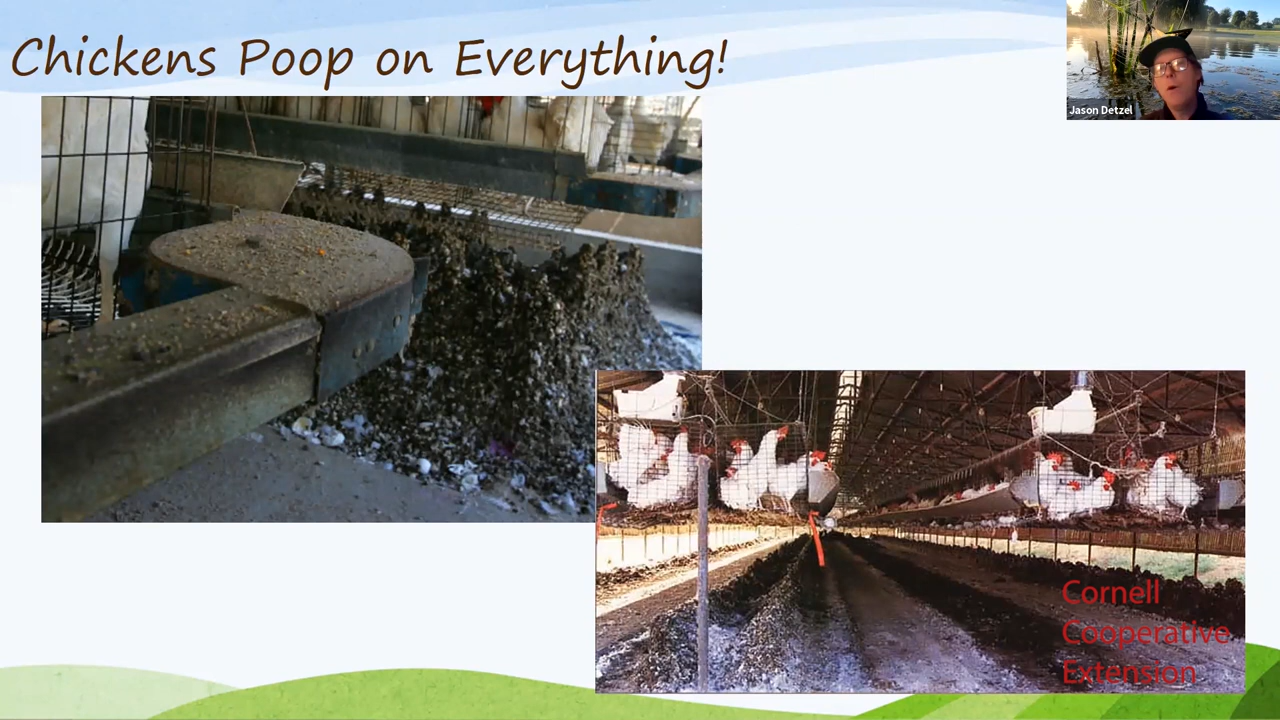 Chickens Poop on Everything!
Jason Detzel
Cornell
Cooperative
Extension